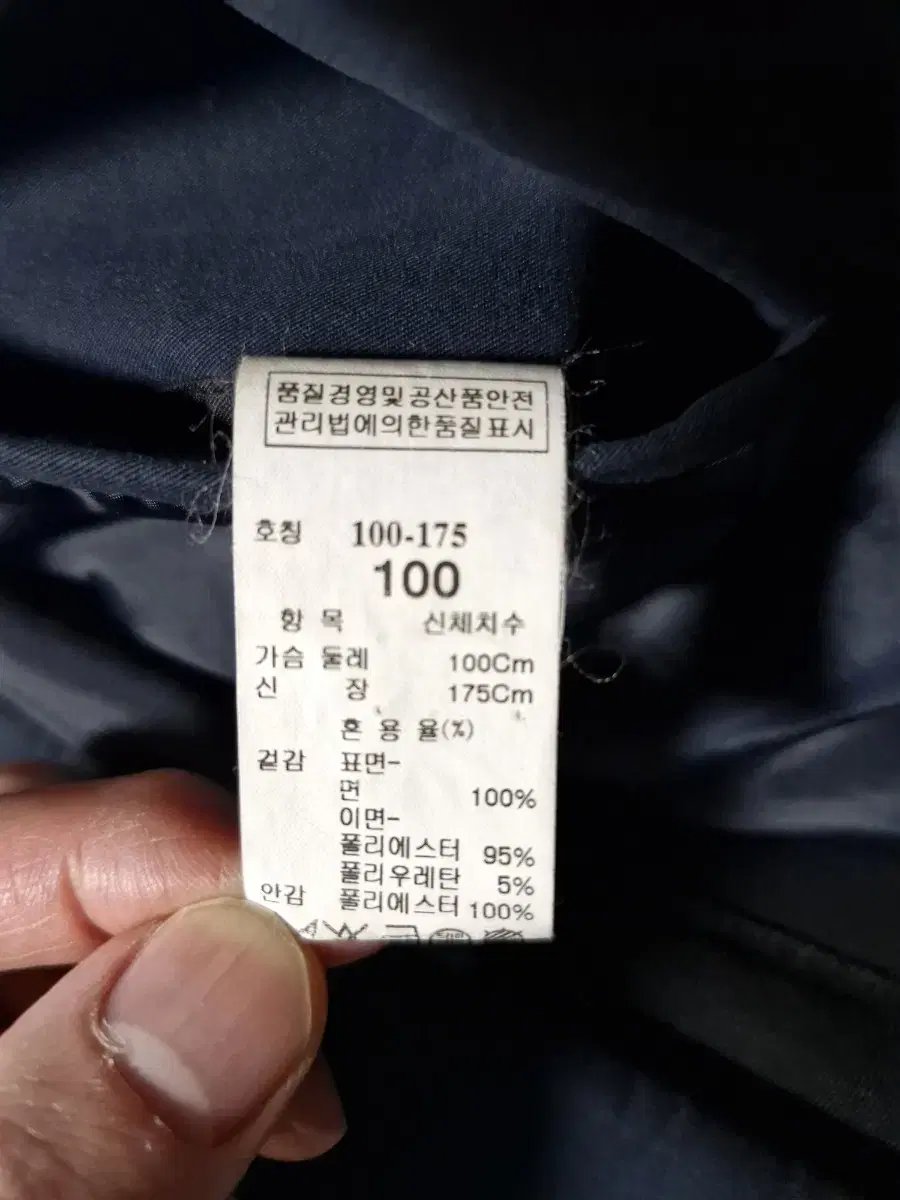 품질경영및공산품안전
관리법에의한품질표시
호칭 100-175
100
항 목 신체치수
가슴 둘레 100Cm
신 장 175Cm
혼 용 율(%)
겉감 표면-
면 100%
이면-
폴리에스터 95%
폴리우레탄 5%
안감 폴리에스터 100%